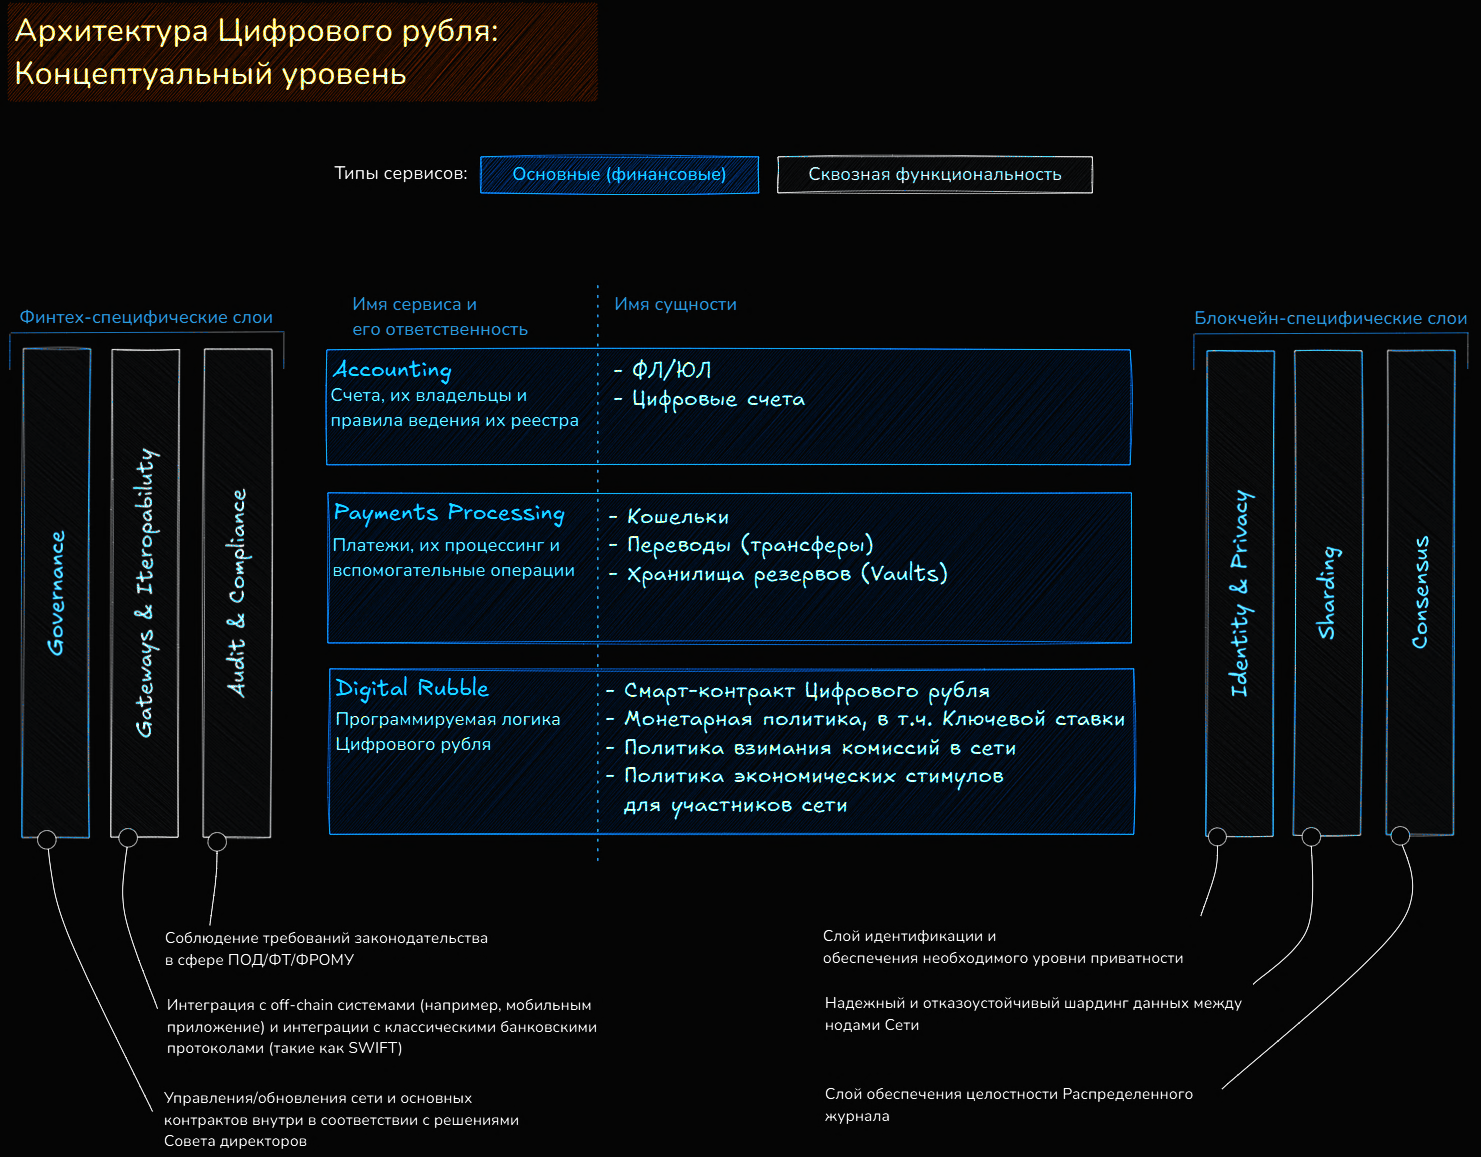 Архитектура Цифрового рубля:
Концептуальный уровень
Типы сервисов:
Основные (финансовые)
Сквозная функциональность
Финтех-специфические слои
Governance
Gateways & Iteropability
Audit & Compliance
Имя сервиса и
его ответственность
Имя сущности
Accounting
Счета, их владельцы и
правила ведения их реестра
- ФЛ/ЮЛ
- Цифровые счета
Payments Processing
Платежи, их процессинг и
вспомогательные операции
- Кошельки
- Переводы (трансферы)
- Хранилища резервов (Vaults)
Digital Rubble
Программируемая логика
Цифрового рубля
- Смарт-контракт Цифрового рубля
- Монетарная политика, в т.ч. Ключевой ставки
- Политика взимания комиссий в сети
- Политика экономических стимулов
для участников сети
Блокчейн-специфические слои
Identity & Privacy
Sharding
Consensus
Соблюдение требований законодательства
в сфере ПОД/ФТ/ФРОМУ
Интеграция с off-chain системами (например, мобильным
приложение) и интеграции с классическими банковскими
протоколами (такие как SWIFT)
Управления/обновления сети и основных
контрактов внутри в соответствии с решениями
Совета директоров
Слой идентификации и
обеспечения необходимого уровни приватности
Надежный и отказоустойчивый шардинг данных между
нодами Сети
Слой обеспечения целостности Распределенного
журнала